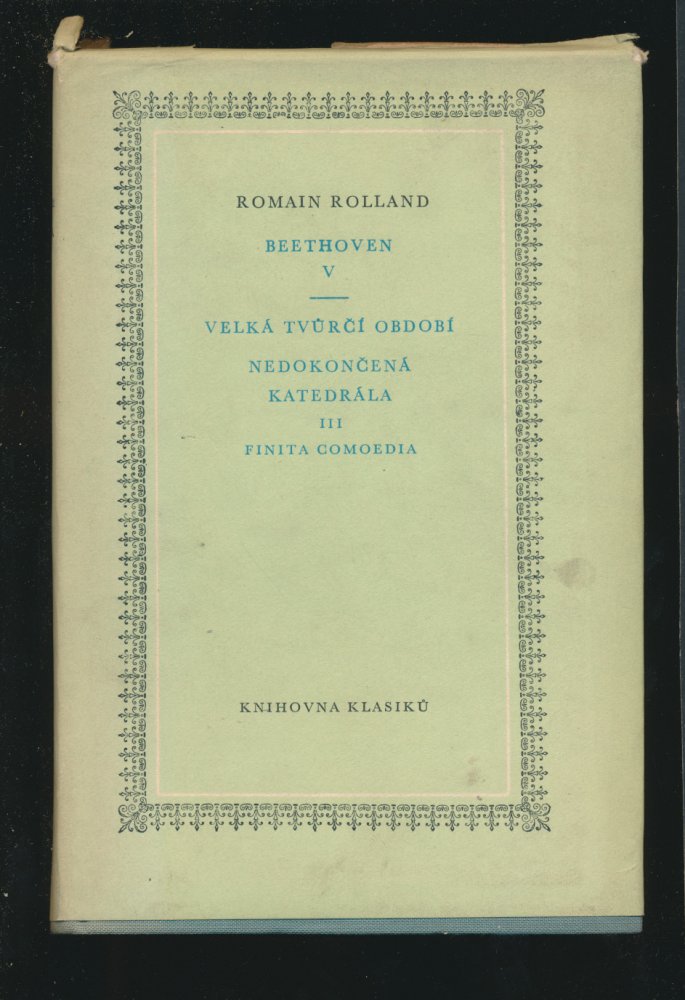 ROMAIN ROLLAND
BEETHOVEN
V
VELKÁ TVŮRČÍ OBDOBÍ
NEDOKONČENÁ
KATEDRÁLA
III
FINITA COMOEDIA
KNIHOVNA KLASIKŮ